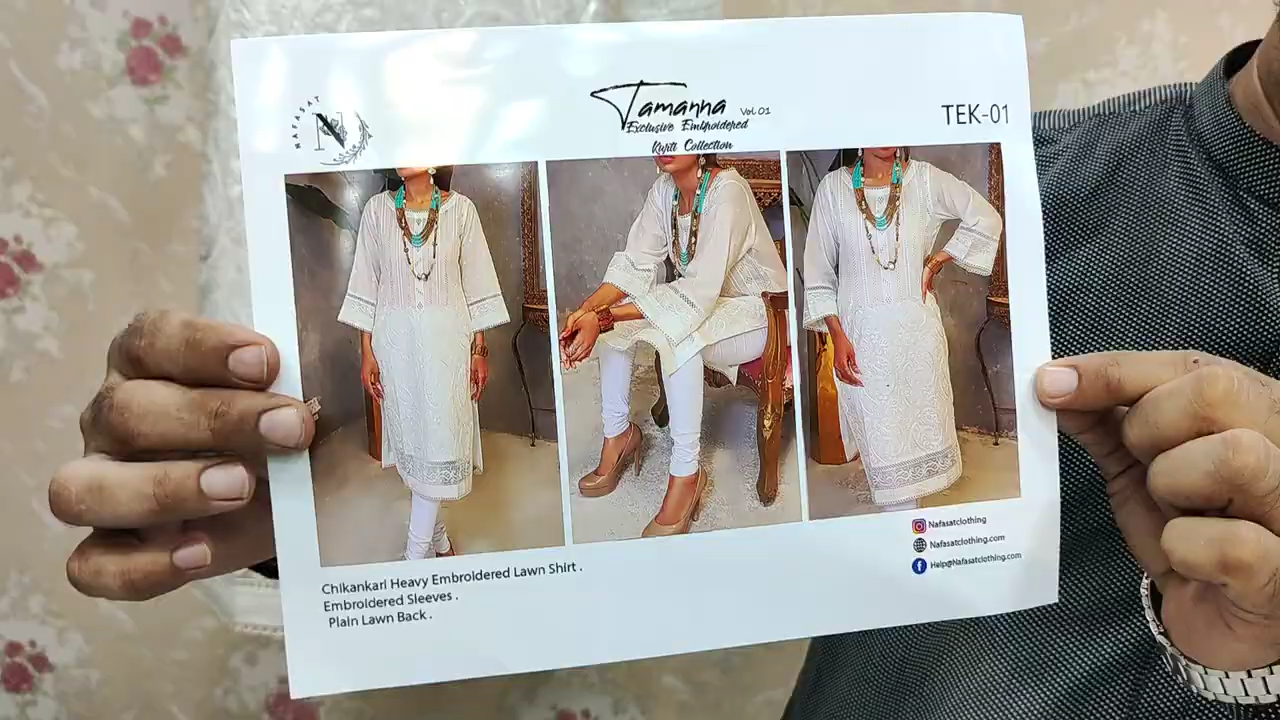 NAFASAT
N
Tamanna Vol.01
Exclusive Embroidered
Kurti Collection
TEK-01
Chikankari Heavy Embroidered Lawn Shirt .
Embroidered Sleeves .
Plain Lawn Back .
Nafasatclothing
Nafasatclothing.com
Help@Nafasatclothing.com